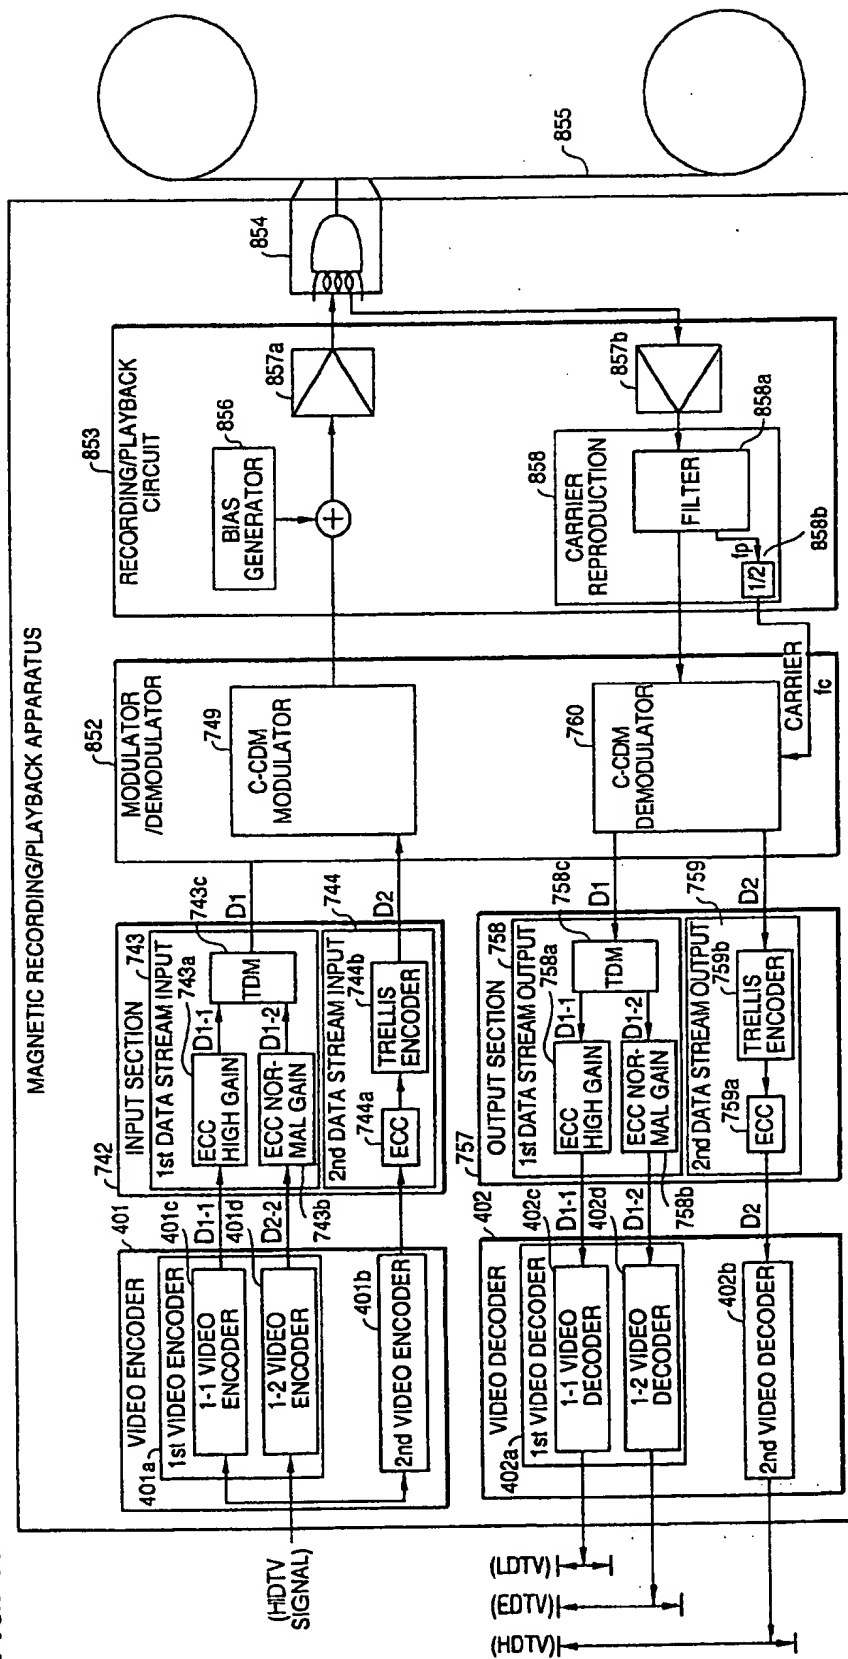 MAGNETIC RECORDING/PLAYBACK APPARATUS
401
VIDEO ENCODER
401a
1st VIDEO ENCODER
401c
1-1 VIDEO
ENCODER
401d
1-2 VIDEO
ENCODER
401b
2nd VIDEO ENCODER
(HDTV
SIGNAL)
D1-1
D2-2
742
INPUT SECTION
743
1st DATA STREAM INPUT
743a
ECC
HIGH GAIN
ECC NOR-
MAL GAIN
743b
D1-1
D1-2
743c
TDM
D1
744
2nd DATA STREAM INPUT
744a
ECC
744b
TRELLIS
ENCODER
D2
852
MODULATOR
/DEMODULATOR
749
C-CDM
MODULATOR
760
C-CDM
DEMODULATOR
853
RECORDING/PLAYBACK
CIRCUIT
856
BIAS
GENERATOR
+
857a
854
855
857b
858
CARRIER
REPRODUCTION
858a
FILTER
fp
1/2
858b
CARRIER
fc
757
OUTPUT SECTION
758
1st DATA STREAM OUTPUT
758a
ECC
HIGH GAIN
ECC NOR-
MAL GAIN
758b
D1-1
D1-2
758c
TDM
D1
759
2nd DATA STREAM OUTPUT
759a
ECC
759b
TRELLIS
ENCODER
D2
402
VIDEO DECODER
402a
1st VIDEO DECODER
402c
1-1 VIDEO
DECODER
402d
1-2 VIDEO
DECODER
402b
2nd VIDEO DECODER
D1-1
D1-2
D2
(LDTV)
(EDTV)
(HDTV)